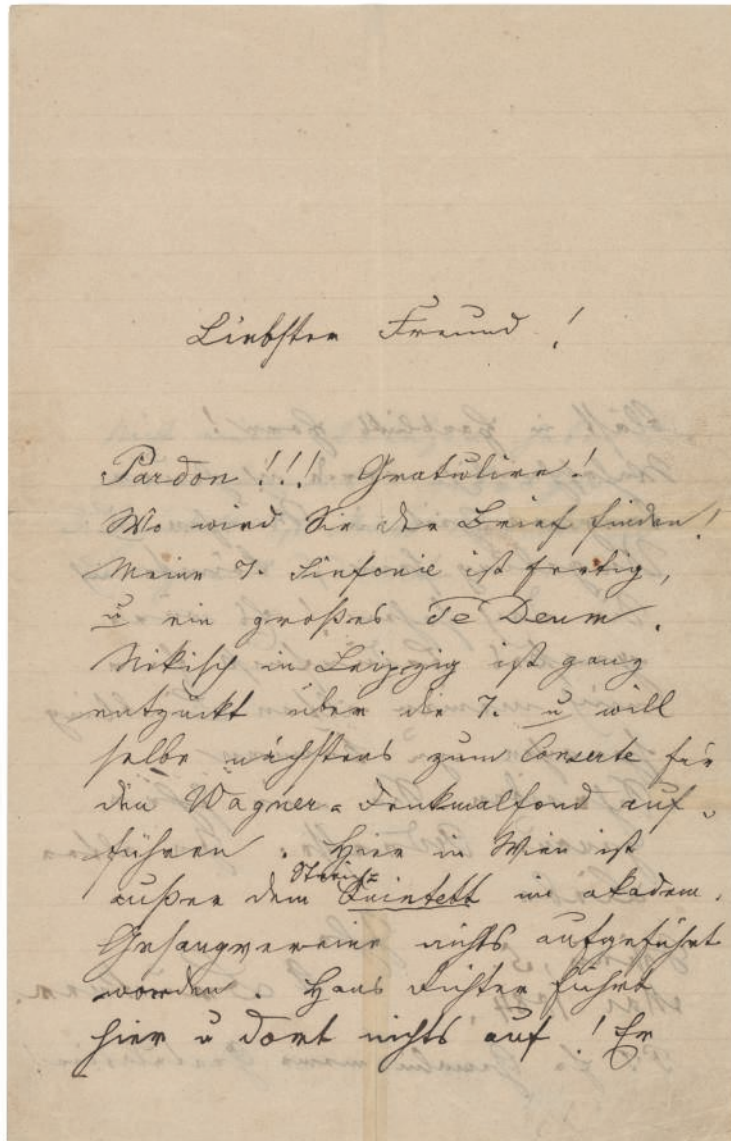 Liebster Freund!
Pardon!!! Gratulire!
Wo wird Sie der Brief finden!
Meine 7. Sinfonie ist fertig,
u ein großes Te Deum.
Nikisch in Leipzig ist ganz
entzückt über die 7. u will
selbe nächstens zum Conzerte für
den Wagner-Denkmalfond auf-
führen. Hier in Wien ist
außer dem Streich-Quintett im akadem.
Gesangvereine nichts aufgeführt
worden. Hans Richter führt
hier u dort nichts auf! Er